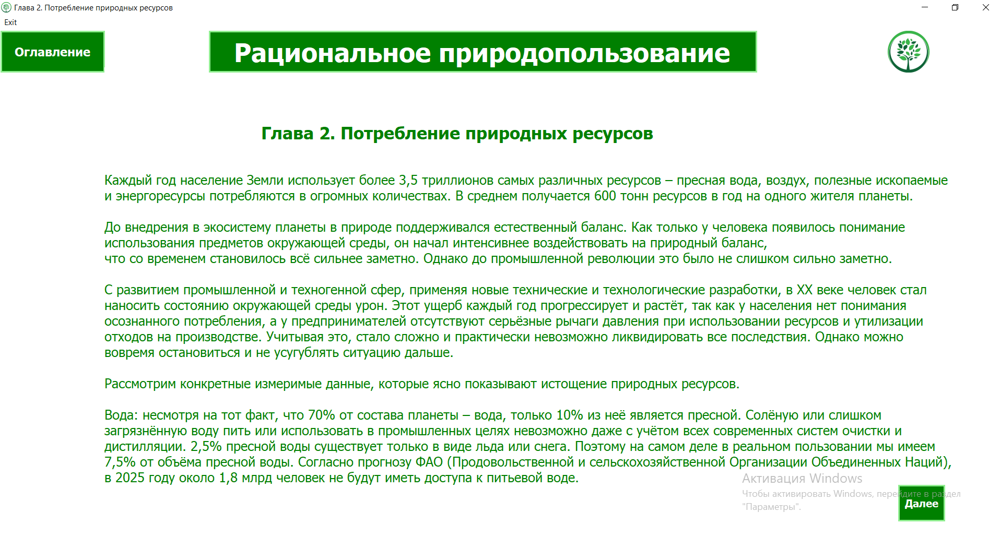 Глава 2. Потребление природных ресурсов
Exit
Оглавление
Рациональное природопользование
Глава 2. Потребление природных ресурсов
Каждый год население Земли использует более 3,5 триллионов самых различных ресурсов – пресная вода, воздух, полезные ископаемые
и энергоресурсы потребляются в огромных количествах. В среднем получается 600 тонн ресурсов в год на одного жителя планеты.
До внедрения в экосистему планеты в природе поддерживался естественный баланс. Как только у человека появилось понимание
использования предметов окружающей среды, он начал интенсивнее воздействовать на природный баланс,
что со временем становилось всё сильнее заметно. Однако до промышленной революции это было не слишком сильно заметно.
С развитием промышленной и техногенной сфер, применяя новые технические и технологические разработки, в XX веке человек стал
наносить состоянию окружающей среды урон. Этот ущерб каждый год прогрессирует и растёт, так как у населения нет понимания
осознанного потребления, а у предпринимателей отсутствуют серьёзные рычаги давления при использовании ресурсов и утилизации
отходов на производстве. Учитывая это, стало сложно и практически невозможно ликвидировать все последствия. Однако можно
вовремя остановиться и не усугублять ситуацию дальше.
Рассмотрим конкретные измеримые данные, которые ясно показывают истощение природных ресурсов.
Вода: несмотря на тот факт, что 70% от состава планеты – вода, только 10% из неё является пресной. Солёную или слишком
загрязнённую воду пить или использовать в промышленных целях невозможно даже с учётом всех современных систем очистки и
дистилляции. 2,5% пресной воды существует только в виде льда или снега. Поэтому на самом деле в реальном пользовании мы имеем
7,5% от объёма пресной воды. Согласно прогнозу ФАО (Продовольственной и сельскохозяйственной Организации Объединенных Наций),
в 2025 году около 1,8 млрд человек не будут иметь доступа к питьевой воде.
Активация Windows
Чтобы активировать Windows, перейдите в раздел
"Параметры".
Далее